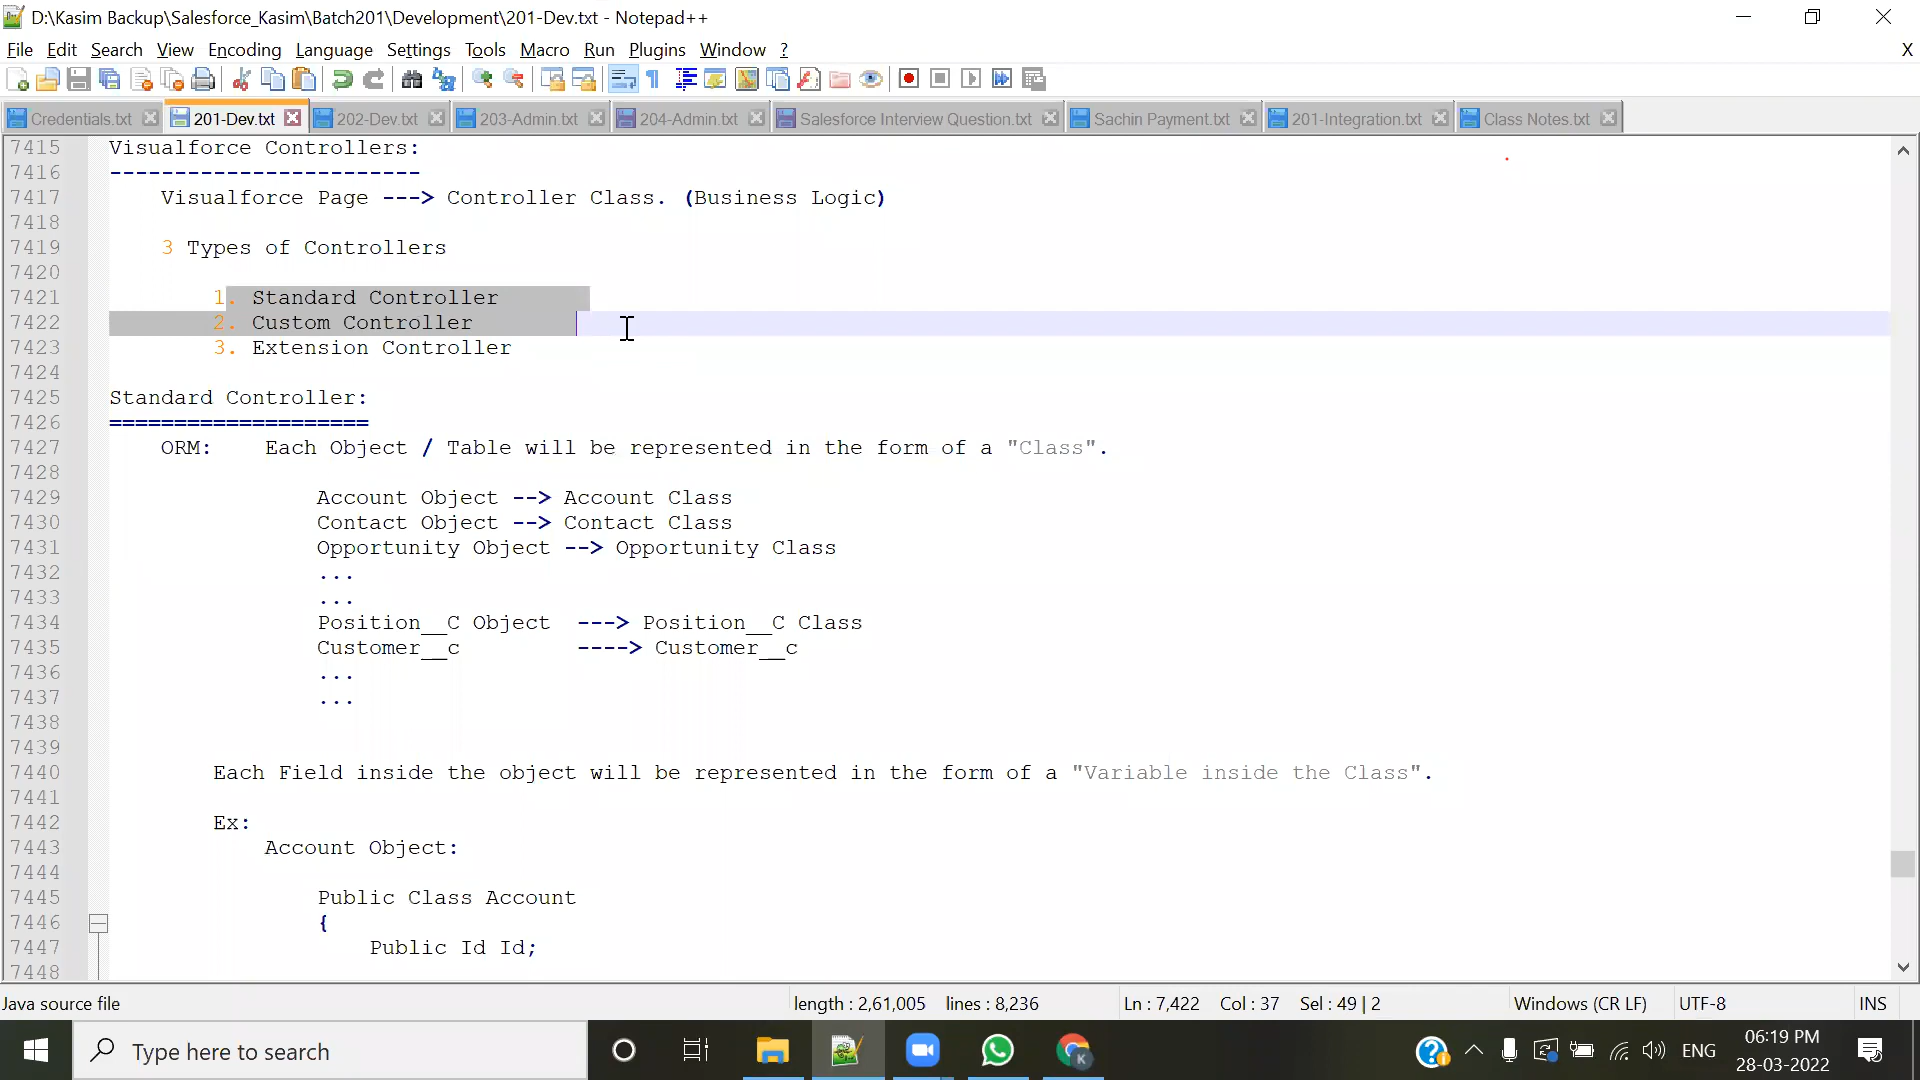 D:\Kasim Backup\Salesforce_Kasim\Batch201\Development\201-Dev.txt - Notepad++
File Edit Search View Encoding Language Settings Tools Macro Run Plugins Window ? X
Credentials.txt 201-Dev.txt 202-Dev.txt 203-Admin.txt 204-Admin.txt Salesforce Interview Question.txt Sachin Payment.txt 201-Integration.txt Class Notes.txt
7415 Visualforce Controllers:
7416 ------------------------
7417 Visualforce Page ---> Controller Class. (Business Logic)
7418
7419 3 Types of Controllers
7420
7421 1. Standard Controller
7422 2. Custom Controller
7423 3. Extension Controller
7424
7425 Standard Controller:
7426 ====================
7427 ORM: Each Object / Table will be represented in the form of a "Class".
7428
7429 Account Object --> Account Class
7430 Contact Object --> Contact Class
7431 Opportunity Object --> Opportunity Class
7432 ...
7433 ...
7434 Position__C Object ---> Position__C Class
7435 Customer__c ----> Customer__c
7436 ...
7437 ...
7438
7439
7440 Each Field inside the object will be represented in the form of a "Variable inside the Class".
7441
7442 Ex:
7443 Account Object:
7444
7445 Public Class Account
7446 {
7447 Public Id Id;
7448
Java source file length : 2,61,005 lines : 8,236 Ln : 7,422 Col : 37 Sel : 49 | 2 Windows (CR LF) UTF-8 INS
Type here to search ENG 06:19 PM
28-03-2022